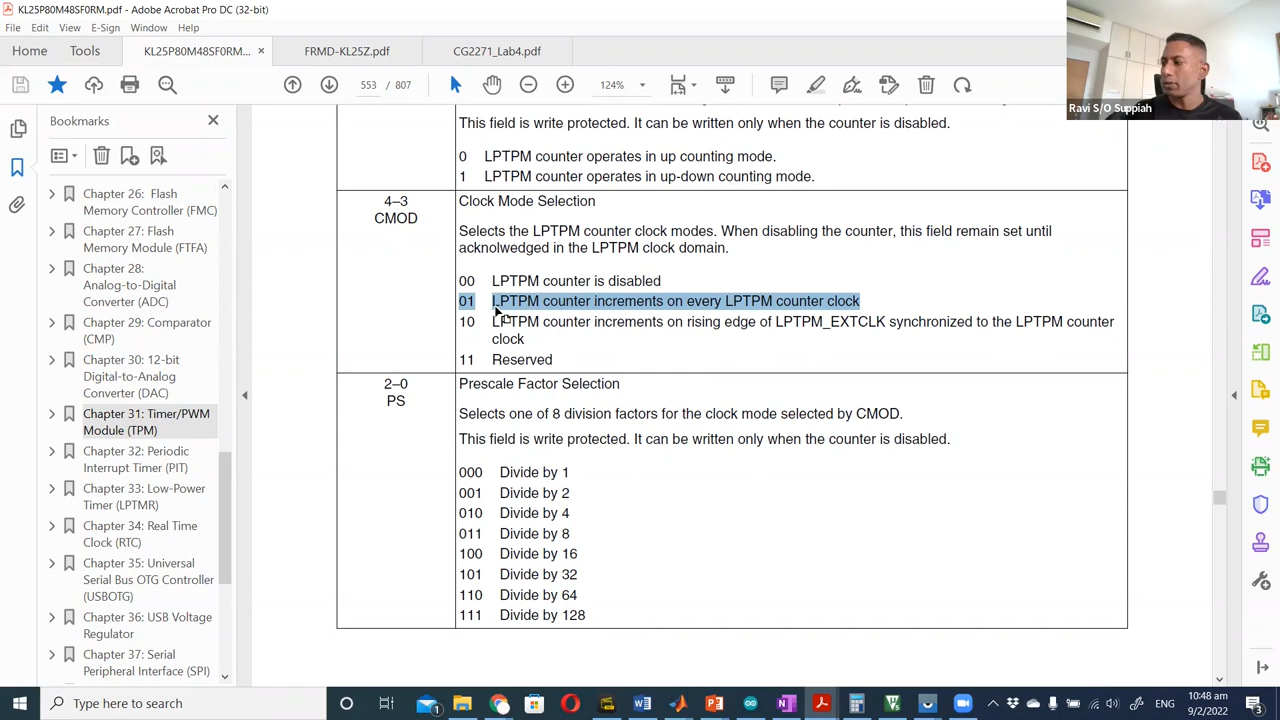 KL25P80M48SF0RM.pdf - Adobe Acrobat Pro DC (32-bit)
File Edit View E-Sign Window Help
Home Tools KL25P80M48SF0RM... × FRMD-KL25Z.pdf CG2271_Lab4.pdf
553 / 807 124%
Ravi S/O Suppiah
Bookmarks
Chapter 26: Flash
Memory Controller (FMC)
Chapter 27: Flash
Memory Module (FTFA)
Chapter 28:
Analog-to-Digital
Converter (ADC)
Chapter 29: Comparator
(CMP)
Chapter 30: 12-bit
Digital-to-Analog
Converter (DAC)
Chapter 31: Timer/PWM
Module (TPM)
Chapter 32: Periodic
Interrupt Timer (PIT)
Chapter 33: Low-Power
Timer (LPTMR)
Chapter 34: Real Time
Clock (RTC)
Chapter 35: Universal
Serial Bus OTG Controller
(USBOTG)
Chapter 36: USB Voltage
Regulator
Chapter 37: Serial
Peripheral Interface (SPI)
This field is write protected. It can be written only when the counter is disabled.
0 LPTPM counter operates in up counting mode.
1 LPTPM counter operates in up-down counting mode.
4–3
CMOD
Clock Mode Selection
Selects the LPTPM counter clock modes. When disabling the counter, this field remain set until
acknolwedged in the LPTPM clock domain.
00 LPTPM counter is disabled
01 LPTPM counter increments on every LPTPM counter clock
10 LPTPM counter increments on rising edge of LPTPM_EXTCLK synchronized to the LPTPM counter
clock
11 Reserved
2–0
PS
Prescale Factor Selection
Selects one of 8 division factors for the clock mode selected by CMOD.
This field is write protected. It can be written only when the counter is disabled.
000 Divide by 1
001 Divide by 2
010 Divide by 4
011 Divide by 8
100 Divide by 16
101 Divide by 32
110 Divide by 64
111 Divide by 128
Type here to search
ENG
10:48 am
9/2/2022